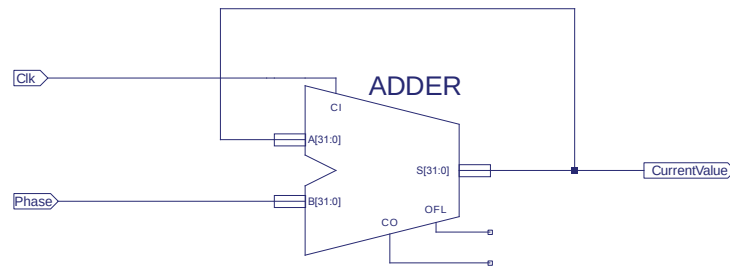 ADDER
Clk
CI
A[31:0]
S[31:0]
CurrentValue
Phase
B[31:0]
OFL
CO